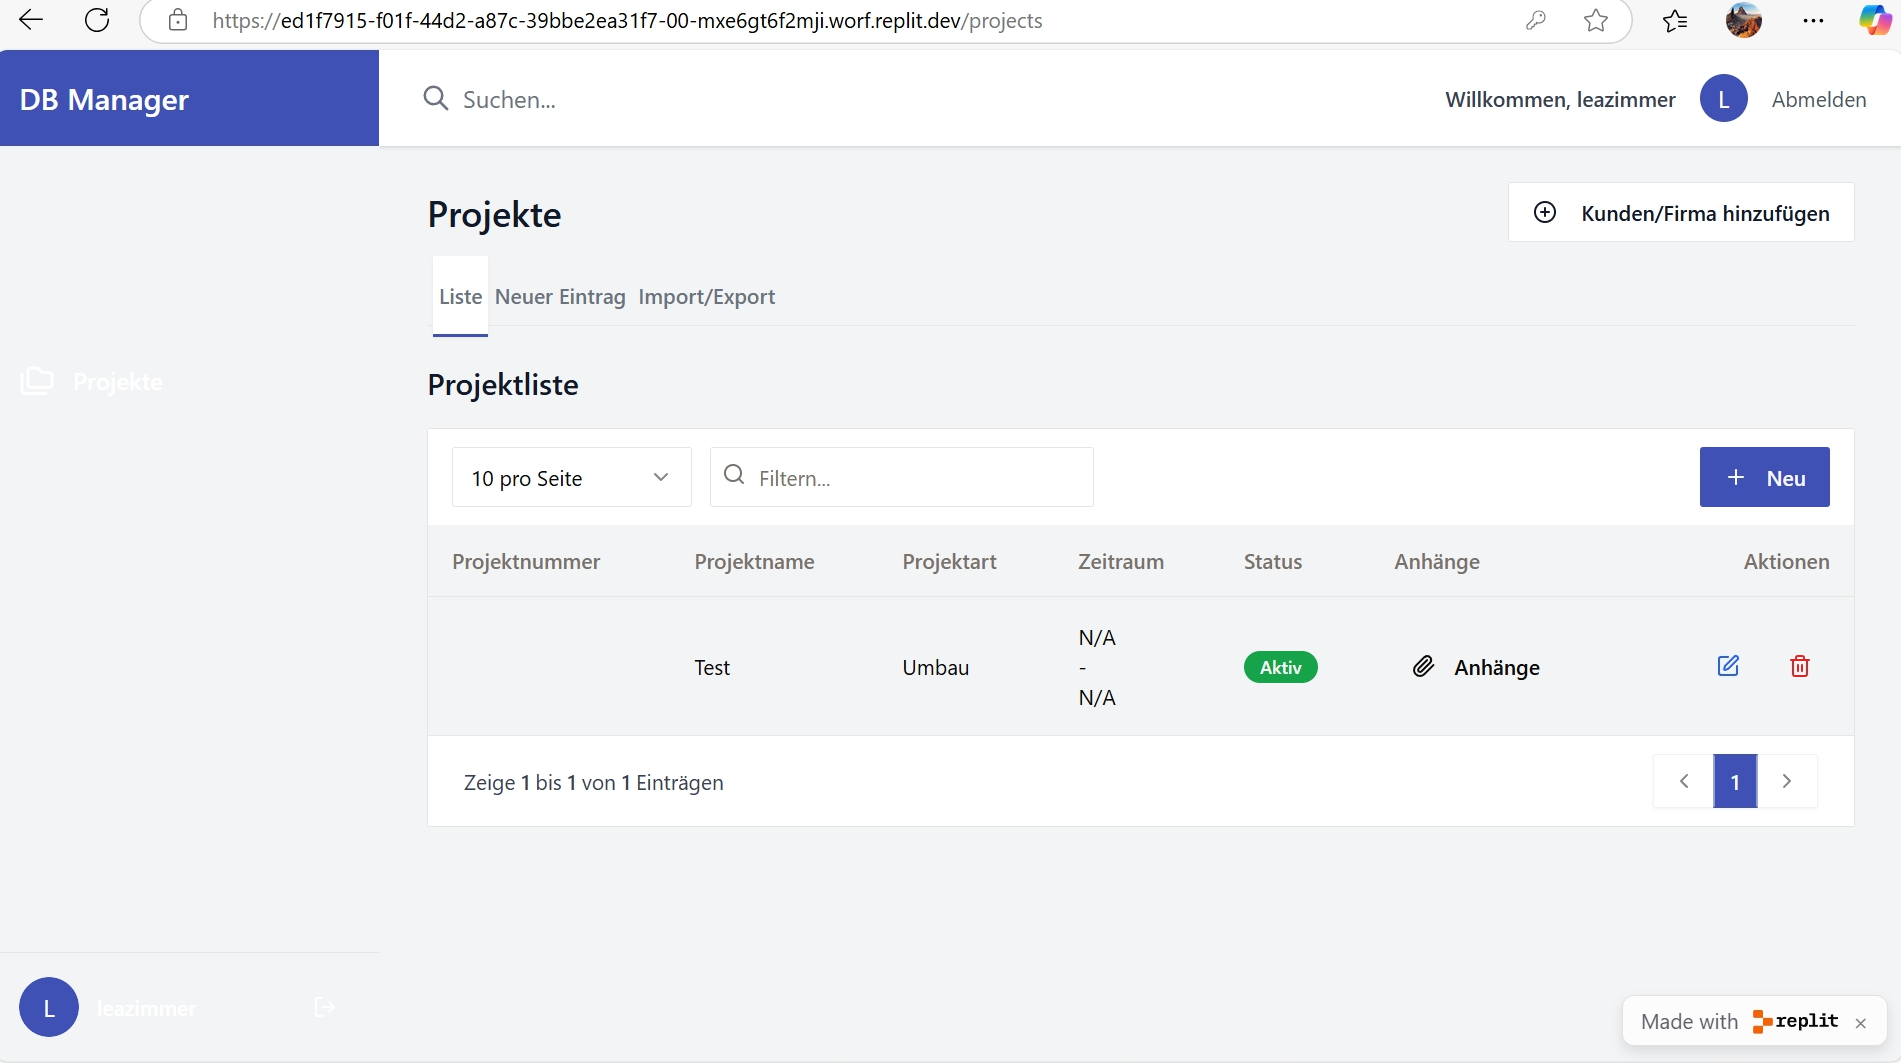 https://ed1f7915-f01f-44d2-a87c-39bbe2ea31f7-00-mxe6gt6f2mji.worf.replit.dev/projects
DB Manager
Suchen...
Willkommen, leazimmer
L
Abmelden
Projekte
Kunden/Firma hinzufügen
Liste Neuer Eintrag Import/Export
Projekte
Projektliste
10 pro Seite
Filtern...
Neu
Projektnummer Projektname Projektart Zeitraum Status Anhänge Aktionen
Test Umbau N/A - N/A Aktiv Anhänge
Zeige 1 bis 1 von 1 Einträgen
1
L
leazimmer
Made with replit